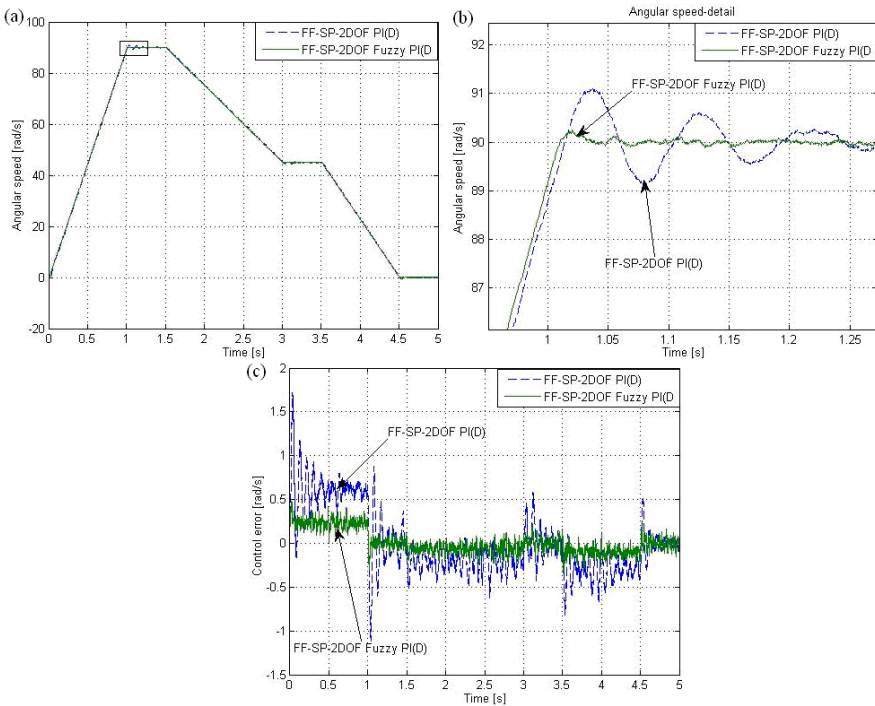 (a)
FF-SP-2DOF PI(D)
FF-SP-2DOF Fuzzy PI(D
Angular speed [rad/s]
100
80
60
40
20
0
-20
0 0.5 1 1.5 2 2.5 3 3.5 4 4.5 5
Time [s]
(b)
Angular speed-detail
FF-SP-2DOF PI(D)
FF-SP-2DOF Fuzzy PI(D
FF-SP-2DOF Fuzzy PI(D)
FF-SP-2DOF PI(D)
Angular speed [rad/s]
92
91
90
89
88
87
1 1.05 1.1 1.15 1.2 1.25
Time [s]
(c)
FF-SP-2DOF PI(D)
FF-SP-2DOF Fuzzy PI(D
FF-SP-2DOF PI(D)
FF-SP-2DOF Fuzzy PI(D)
Control error [rad/s]
2
1.5
1
0.5
0
-0.5
-1
-1.5
0 0.5 1 1.5 2 2.5 3 3.5 4 4.5 5
Time [s]